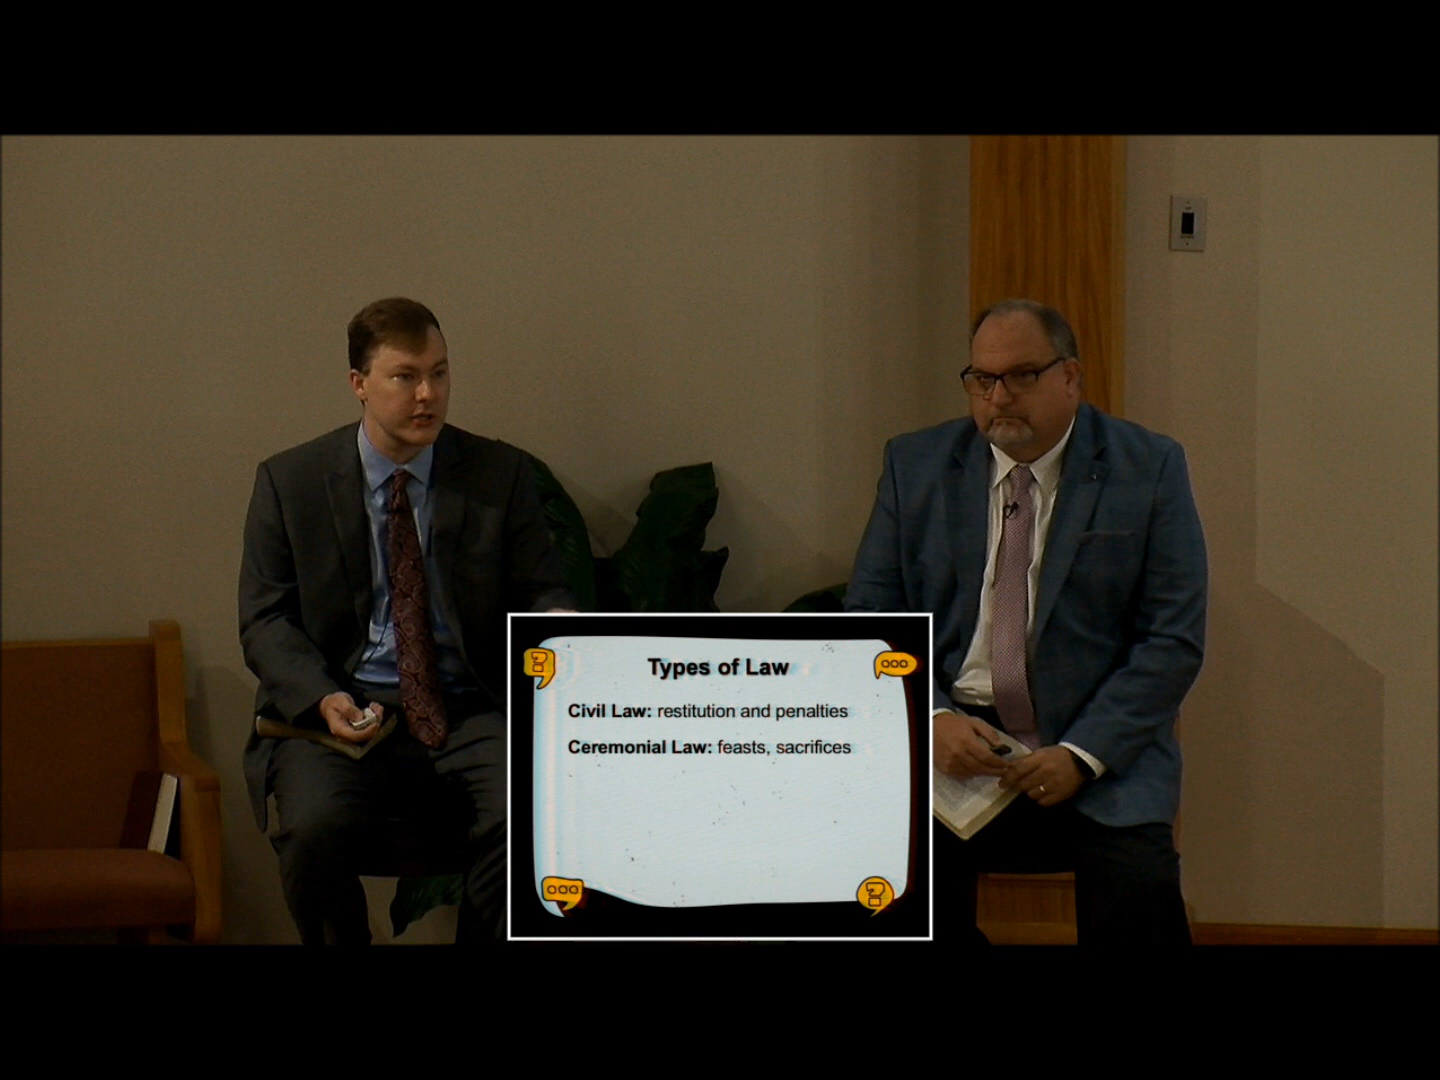 Types of Law
Civil Law: restitution and penalties
Ceremonial Law: feasts, sacrifices